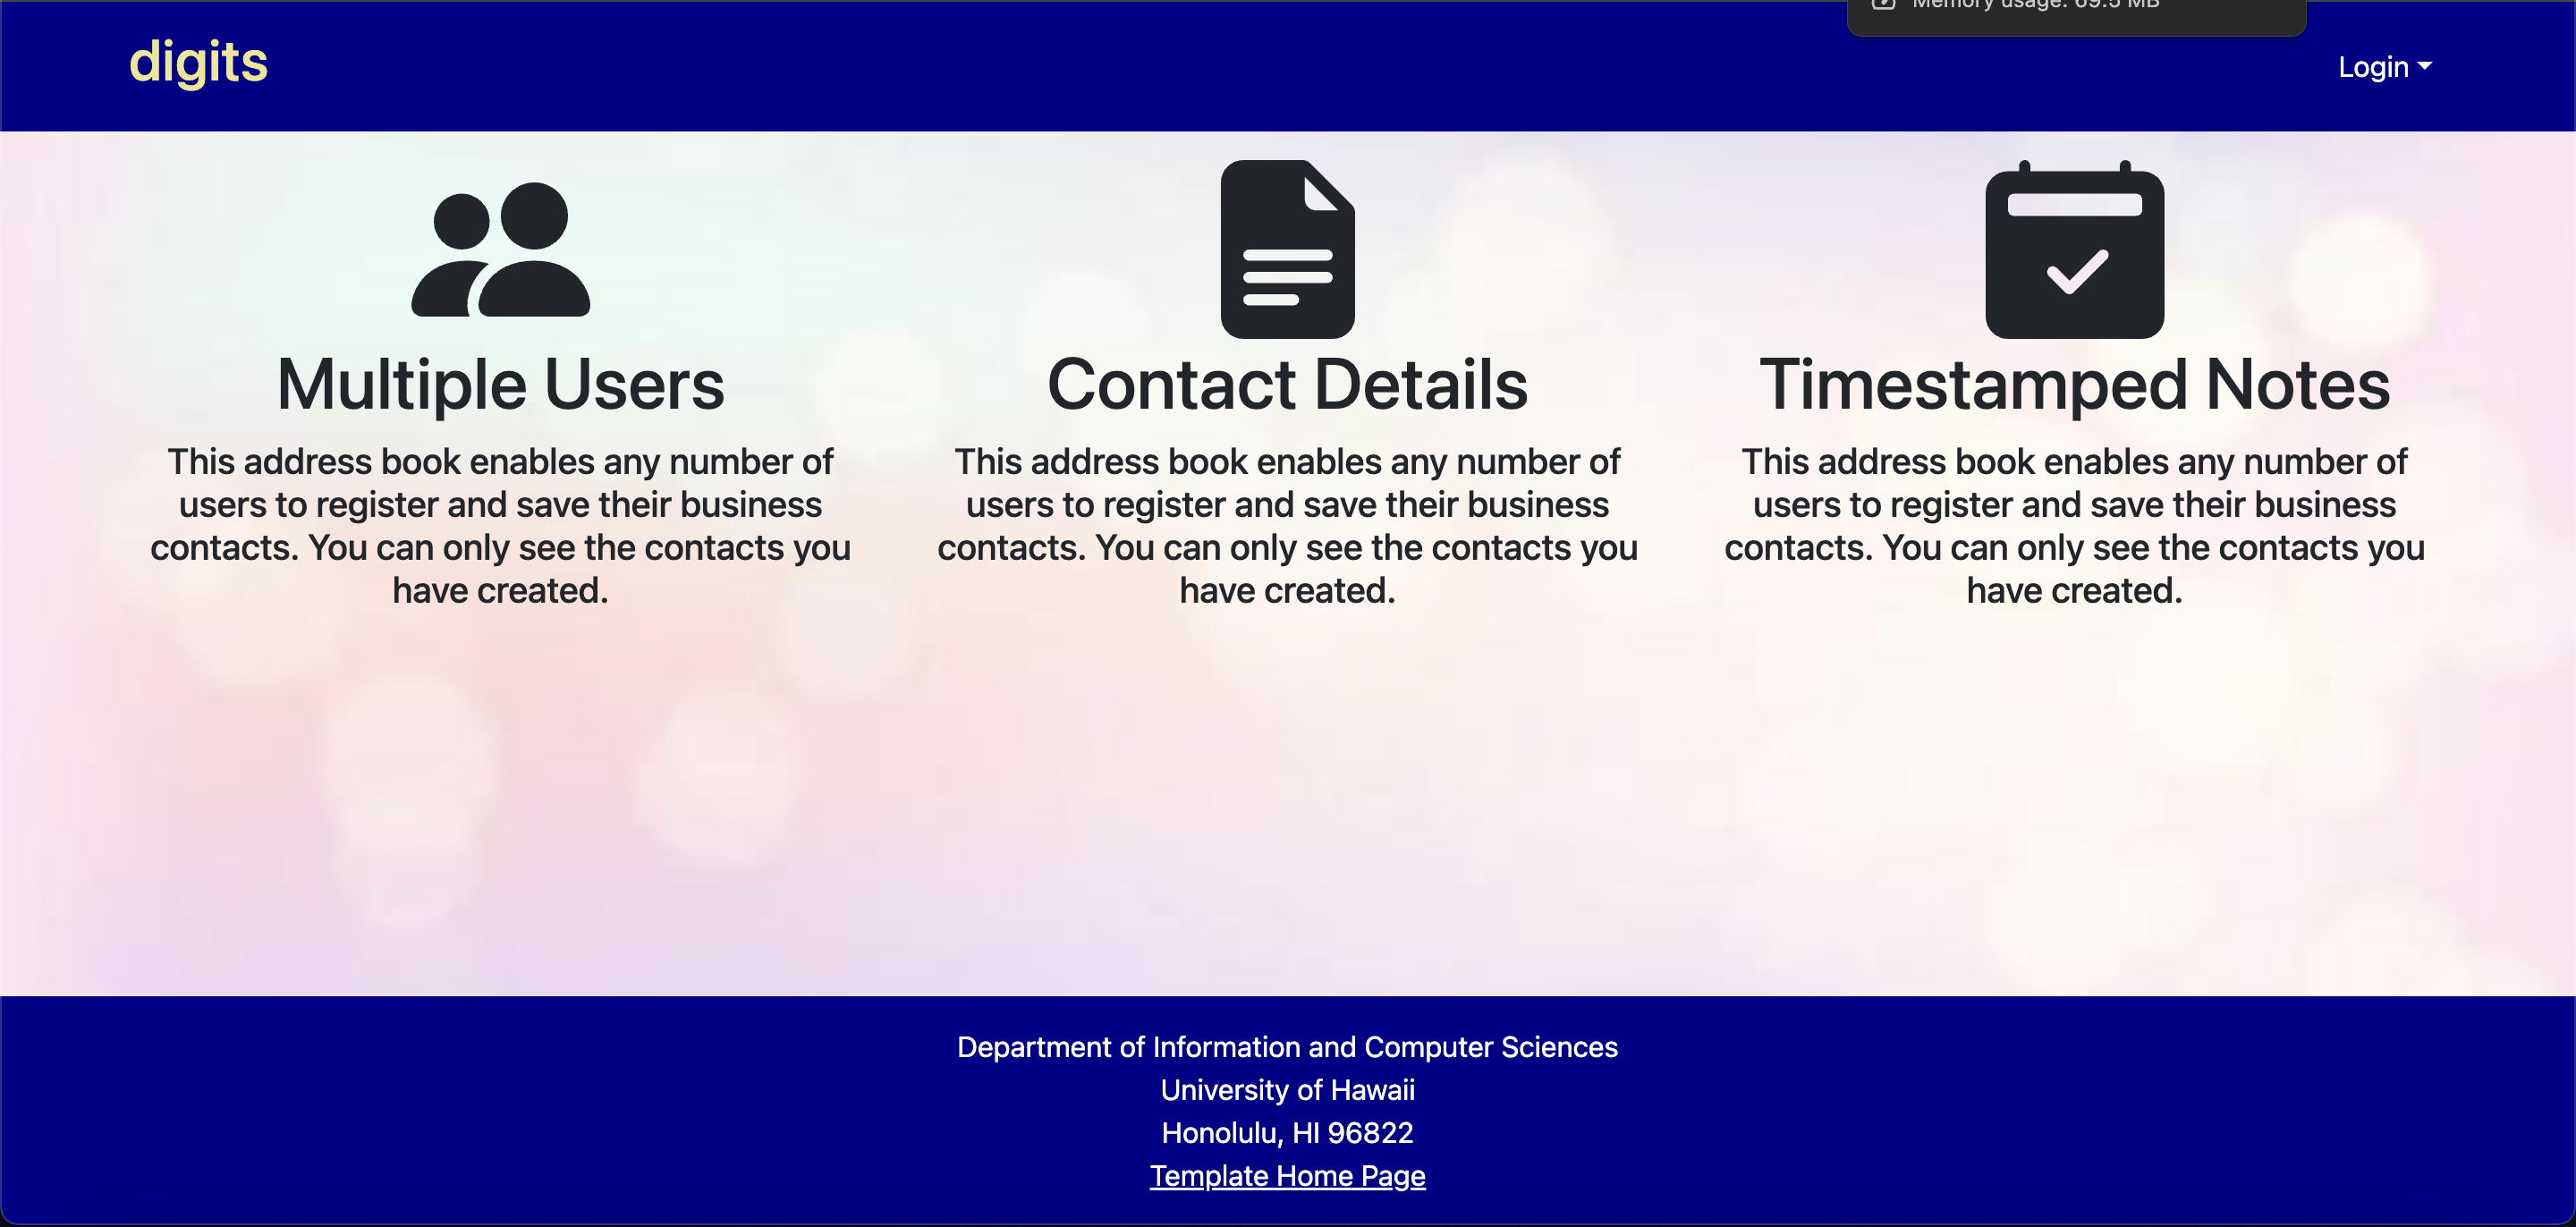 Memory usage: 69.5 MB
digits
Login
Multiple Users
This address book enables any number of
users to register and save their business
contacts. You can only see the contacts you
have created.
Contact Details
This address book enables any number of
users to register and save their business
contacts. You can only see the contacts you
have created.
Timestamped Notes
This address book enables any number of
users to register and save their business
contacts. You can only see the contacts you
have created.
Department of Information and Computer Sciences
University of Hawaii
Honolulu, HI 96822
Template Home Page